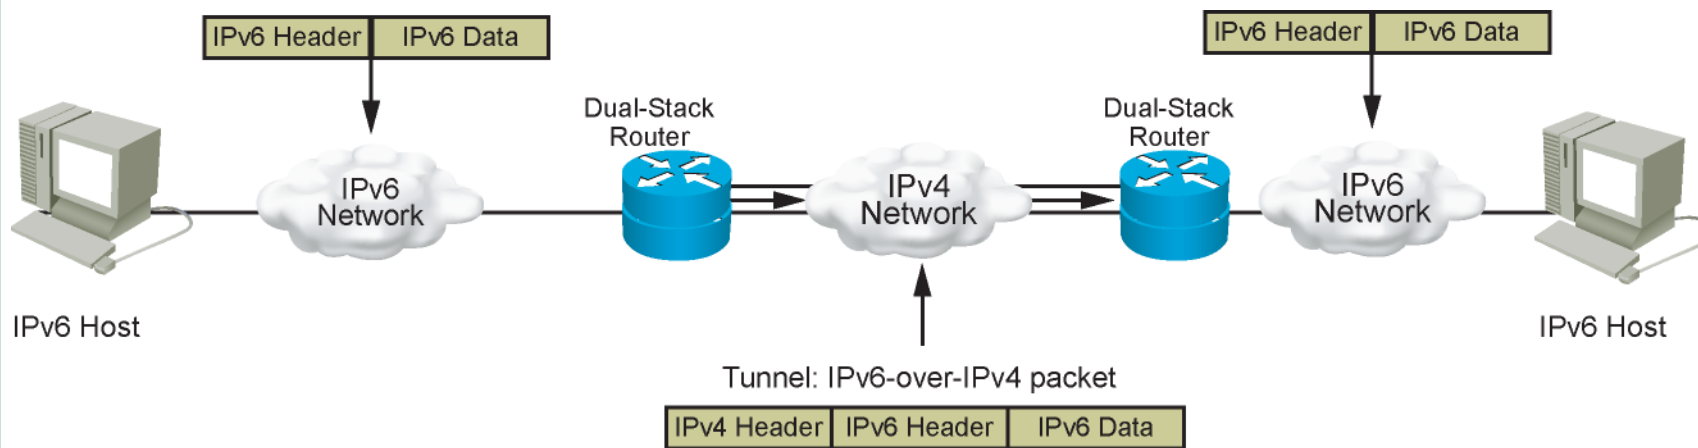 IPv6 Header IPv6 Data
IPv6 Header IPv6 Data
Dual-Stack
Router
Dual-Stack
Router
IPv6
Network
IPv4
Network
IPv6
Network
IPv6 Host
IPv6 Host
Tunnel: IPv6-over-IPv4 packet
IPv4 Header IPv6 Header IPv6 Data